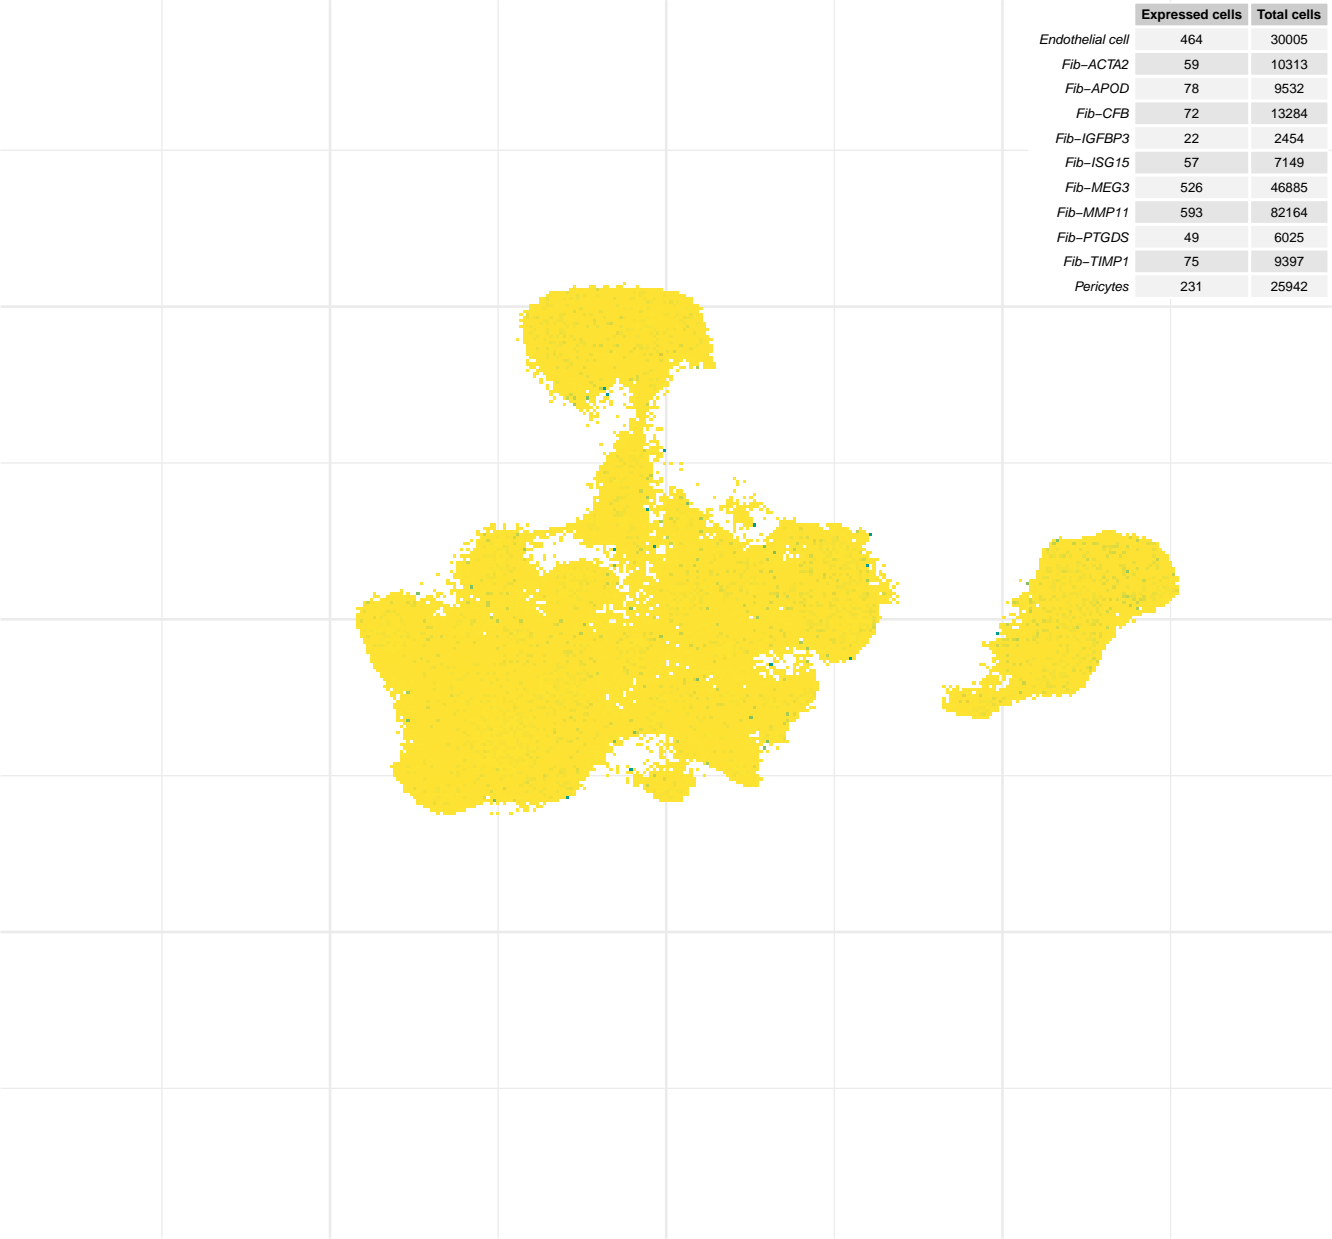 Expressed cells Total cells
Endothelial cell 464 30005
Fib−ACTA2 59 10313
Fib−APOD 78 9532
Fib−CFB 72 13284
Fib−IGFBP3 22 2454
Fib−ISG15 57 7149
Fib−MEG3 526 46885
Fib−MMP11 593 82164
Fib−PTGDS 49 6025
Fib−TIMP1 75 9397
Pericytes 231 25942